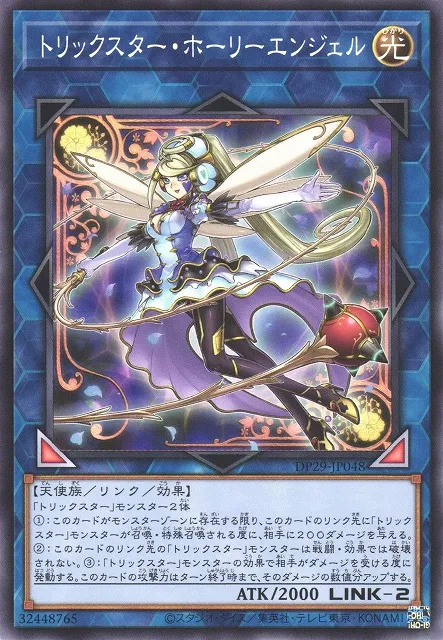 トリックスター・ホーリーエンジェル
光
DP29-JP048
【天使族/リンク/効果】
「トリックスター」モンスター2体
①:このカードがモンスターゾーンに存在する限り、このカードのリンク先に「トリックスター」モンスターが召喚・特殊召喚される度に、相手に200ダメージを与える。
②:このカードのリンク先の「トリックスター」モンスターは戦闘・効果では破壊されない。③:「トリックスター」モンスターの効果で相手がダメージを受ける度に発動する。このカードの攻撃力はターン終了時まで、そのダメージの数値分アップする。
ATK/2000 LINK-2
32448765
©スタジオ・ダイス/集英社・テレビ東京・KONAMI